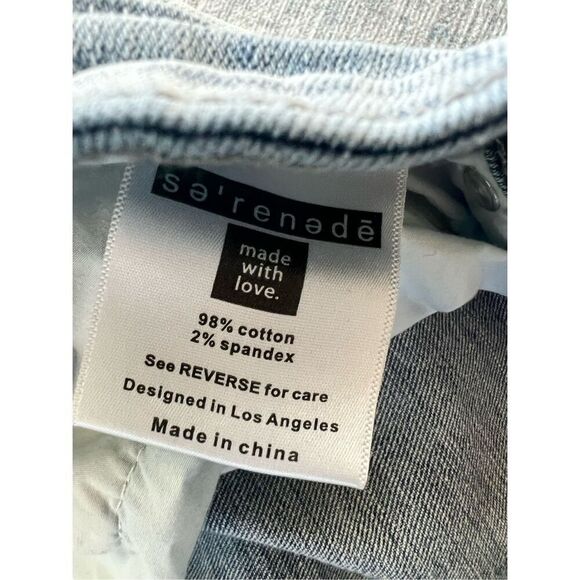 sə'renədē
made
with
love.
98% cotton
2% spandex
See REVERSE for care
Designed in Los Angeles
Made in china